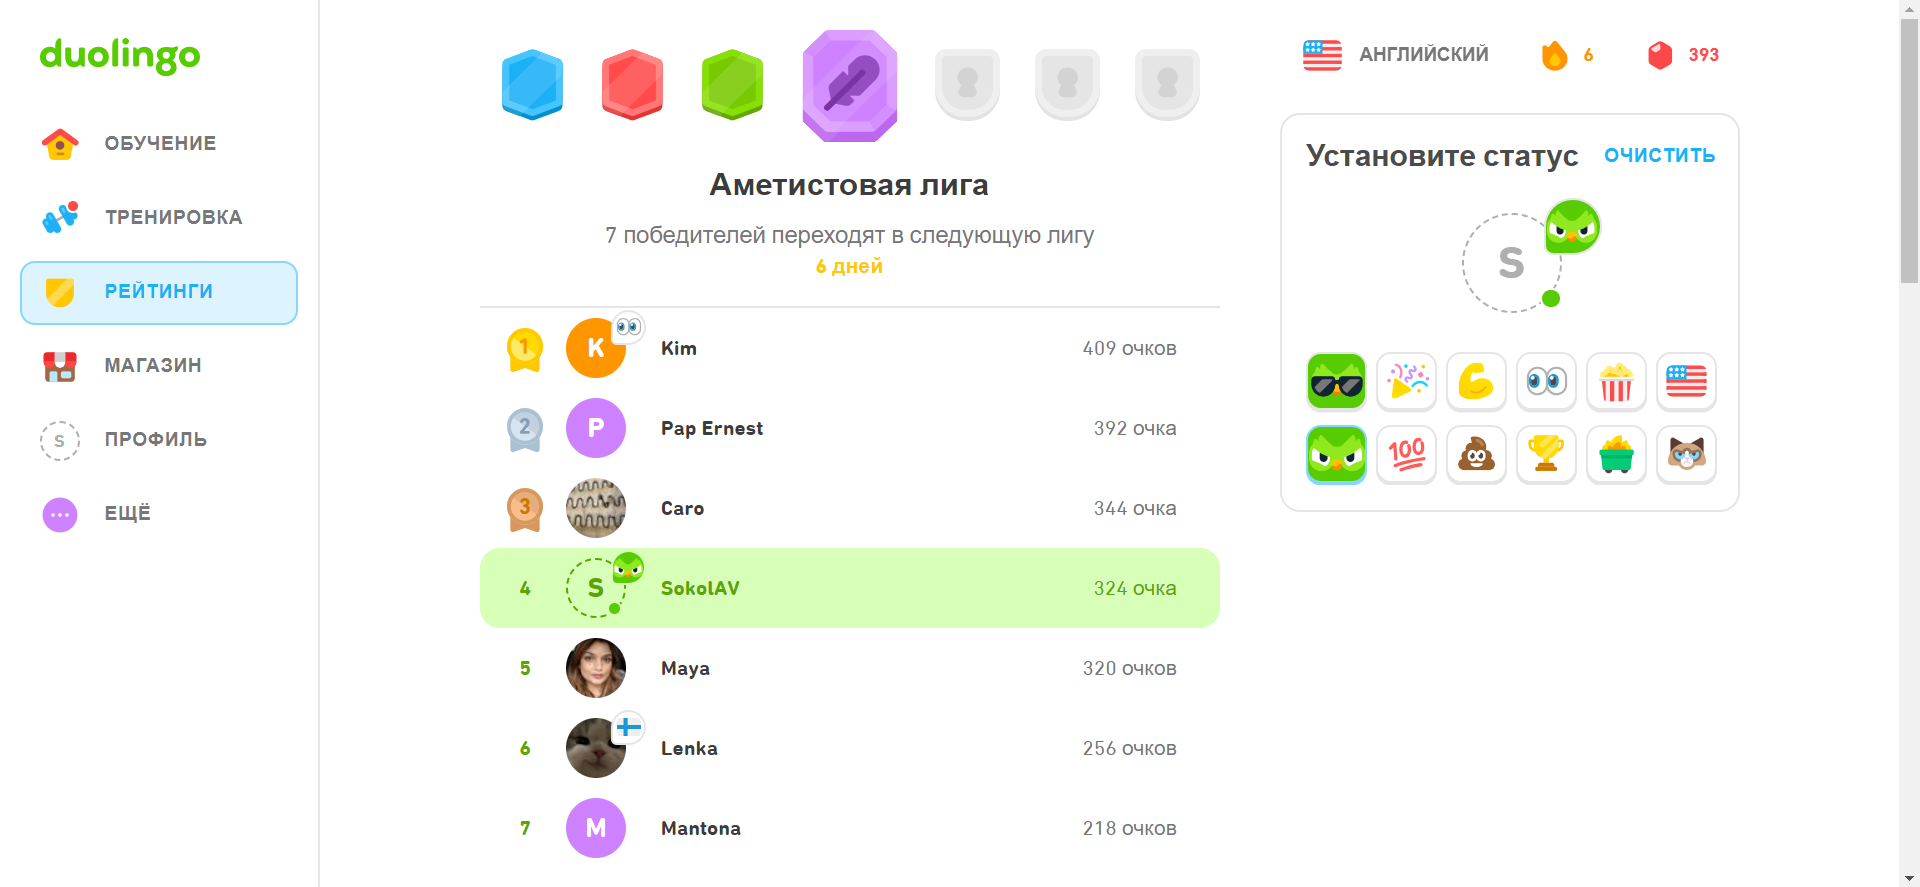 duolingo
ОБУЧЕНИЕ
ТРЕНИРОВКА
РЕЙТИНГИ
МАГАЗИН
S ПРОФИЛЬ
ЕЩЁ
Аметистовая лига
7 победителей переходят в следующую лигу
6 дней
1 K Kim 409 очков
2 P Pap Ernest 392 очка
3 Caro 344 очка
4 S SokolAV 324 очка
5 Maya 320 очков
6 Lenka 256 очков
7 M Mantona 218 очков
АНГЛИЙСКИЙ 6 393
Установите статус ОЧИСТИТЬ
S
100